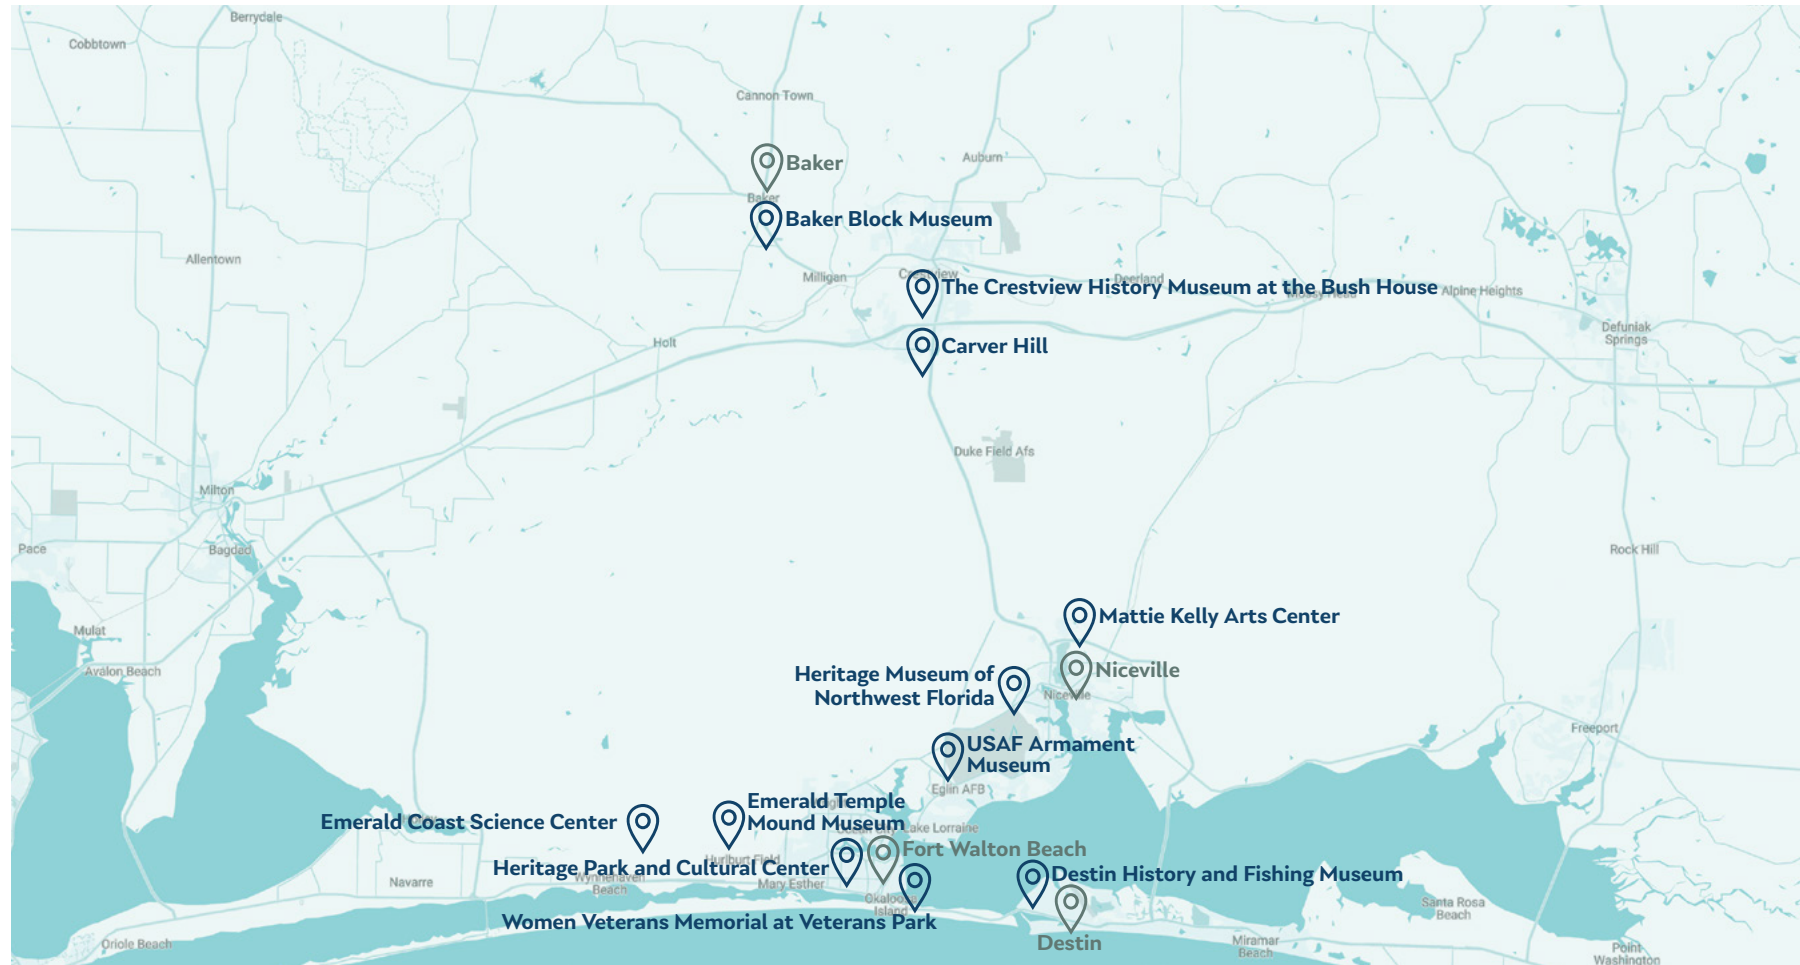 Berrydale
Cobbtown
Cannon Town
Auburn
Baker
Baker
Baker Block Museum
Allentown
Milligan
Crestview
Deerland
The Crestview History Museum at the Bush House
Mossy Head
Alpine Heights
Defuniak
Springs
Holt
Carver Hill
Duke Field Afs
Milton
Pace
Bagdad
Rock Hill
Mulat
Mattie Kelly Arts Center
Avalon Beach
Heritage Museum of
Northwest Florida
Niceville
Niceville
Freeport
USAF Armament
Museum
Eglin AFB
Emerald Temple
Mound Museum
Emerald Coast Science Center
Lake Lorraine
Fort Walton Beach
Hurlburt Field
Heritage Park and Cultural Center
Destin History and Fishing Museum
Navarre
Wynnehaven
Beach
Mary Esther
Okaloosa
Island
Santa Rosa
Beach
Women Veterans Memorial at Veterans Park
Oriole Beach
Destin
Miramar
Beach
Point
Washington